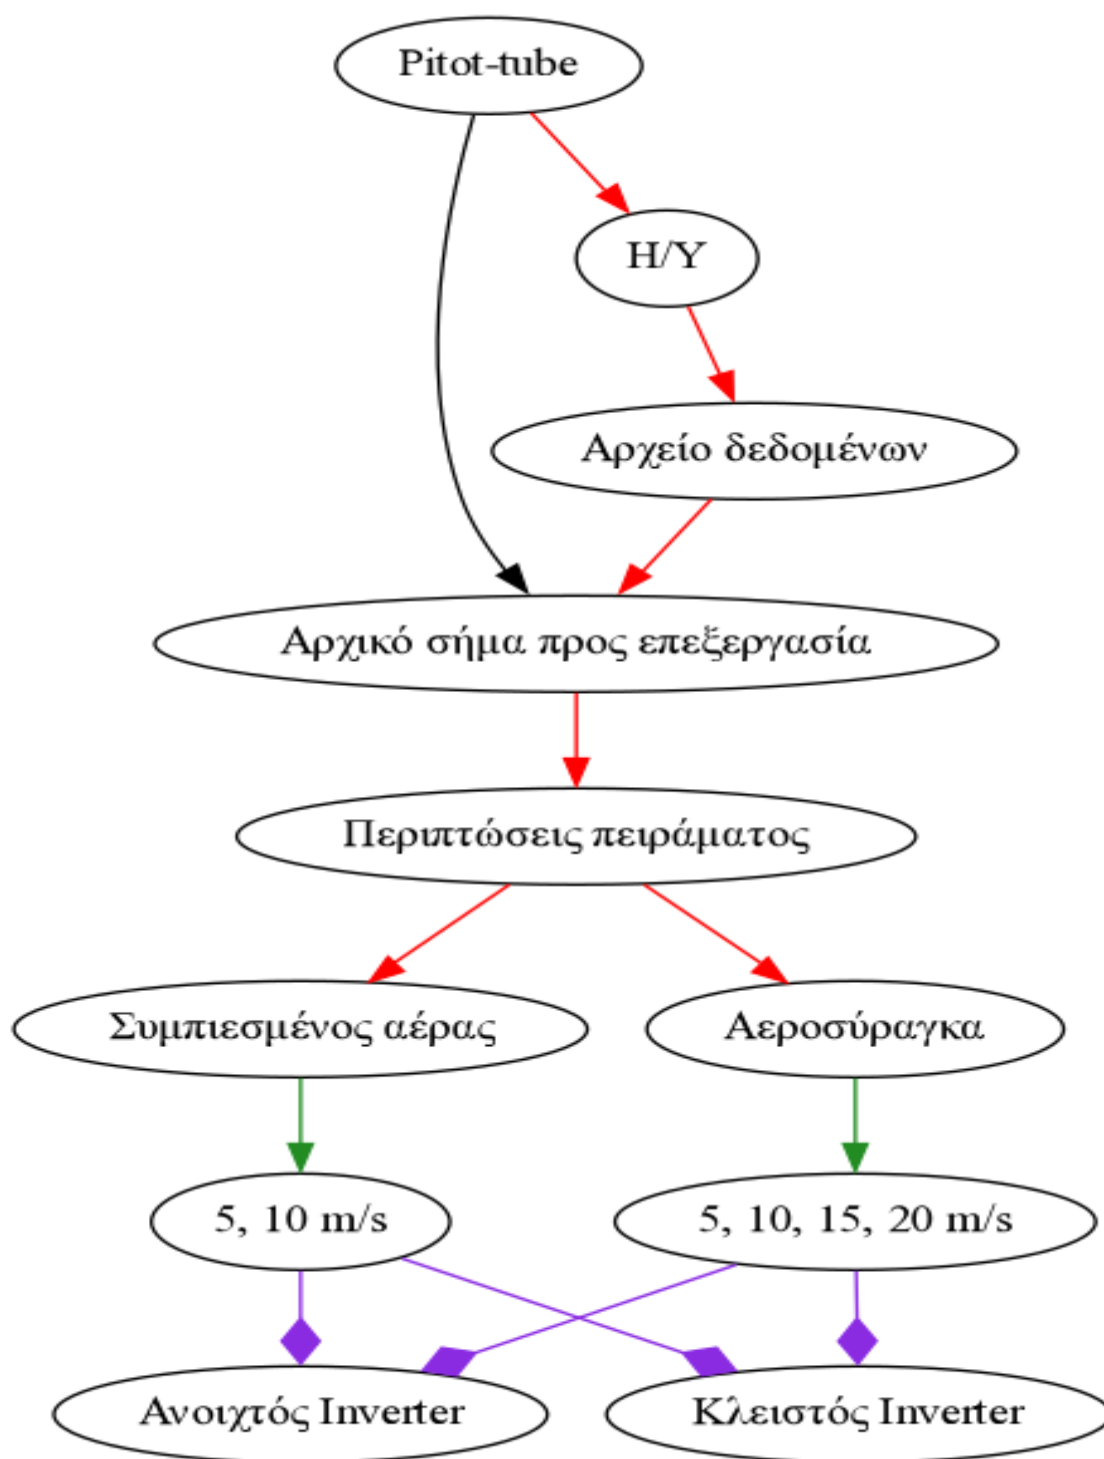 Pitot-tube
Η/Υ
Αρχείο δεδομένων
Αρχικό σήμα προς επεξεργασία
Περιπτώσεις πειράματος
Συμπιεσμένος αέρας
Αεροσύραγκα
5, 10 m/s
5, 10, 15, 20 m/s
Ανοιχτός Inverter
Κλειστός Inverter